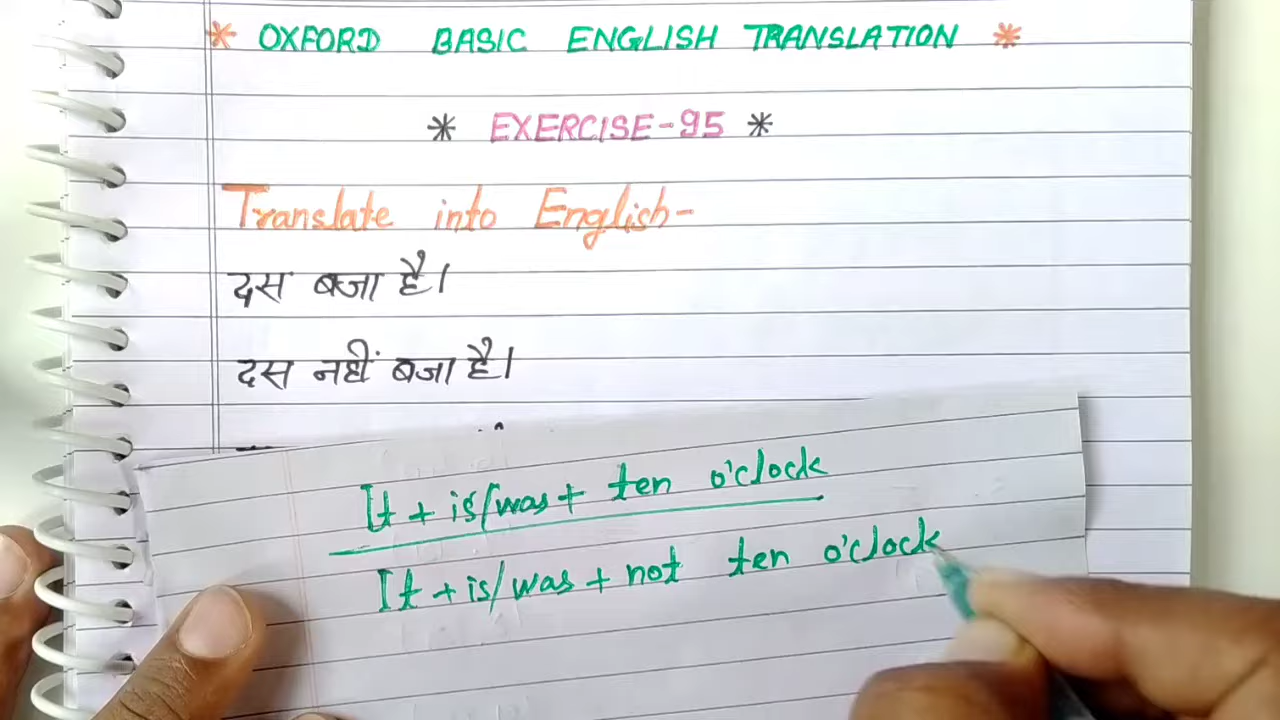 * OXFORD BASIC ENGLISH TRANSLATION *
* EXERCISE-95 *
Translate into English-
दस बजा है।
दस नहीं बजा है।
It + is/was + ten o'clock
It + is/was + not ten o'clock